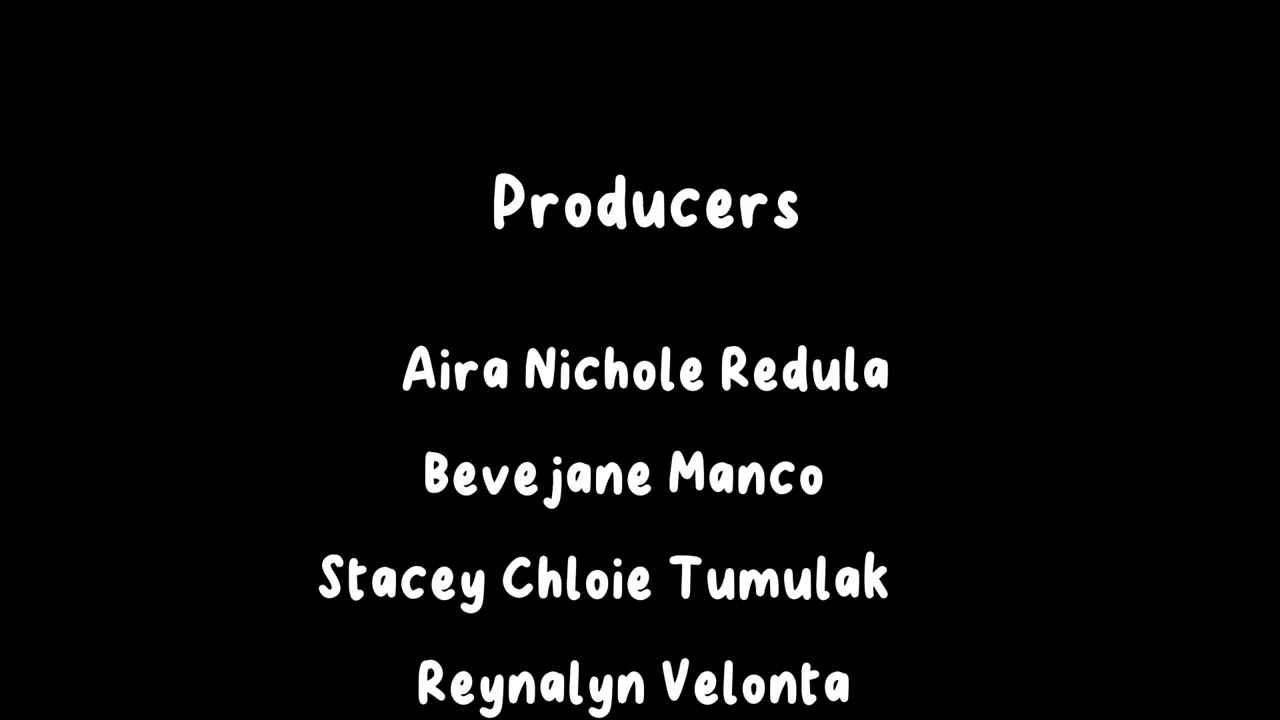 Producers
Aira Nichole Redula
Bevejane Manco
Stacey Chloie Tumulak
Reynalyn Velonta